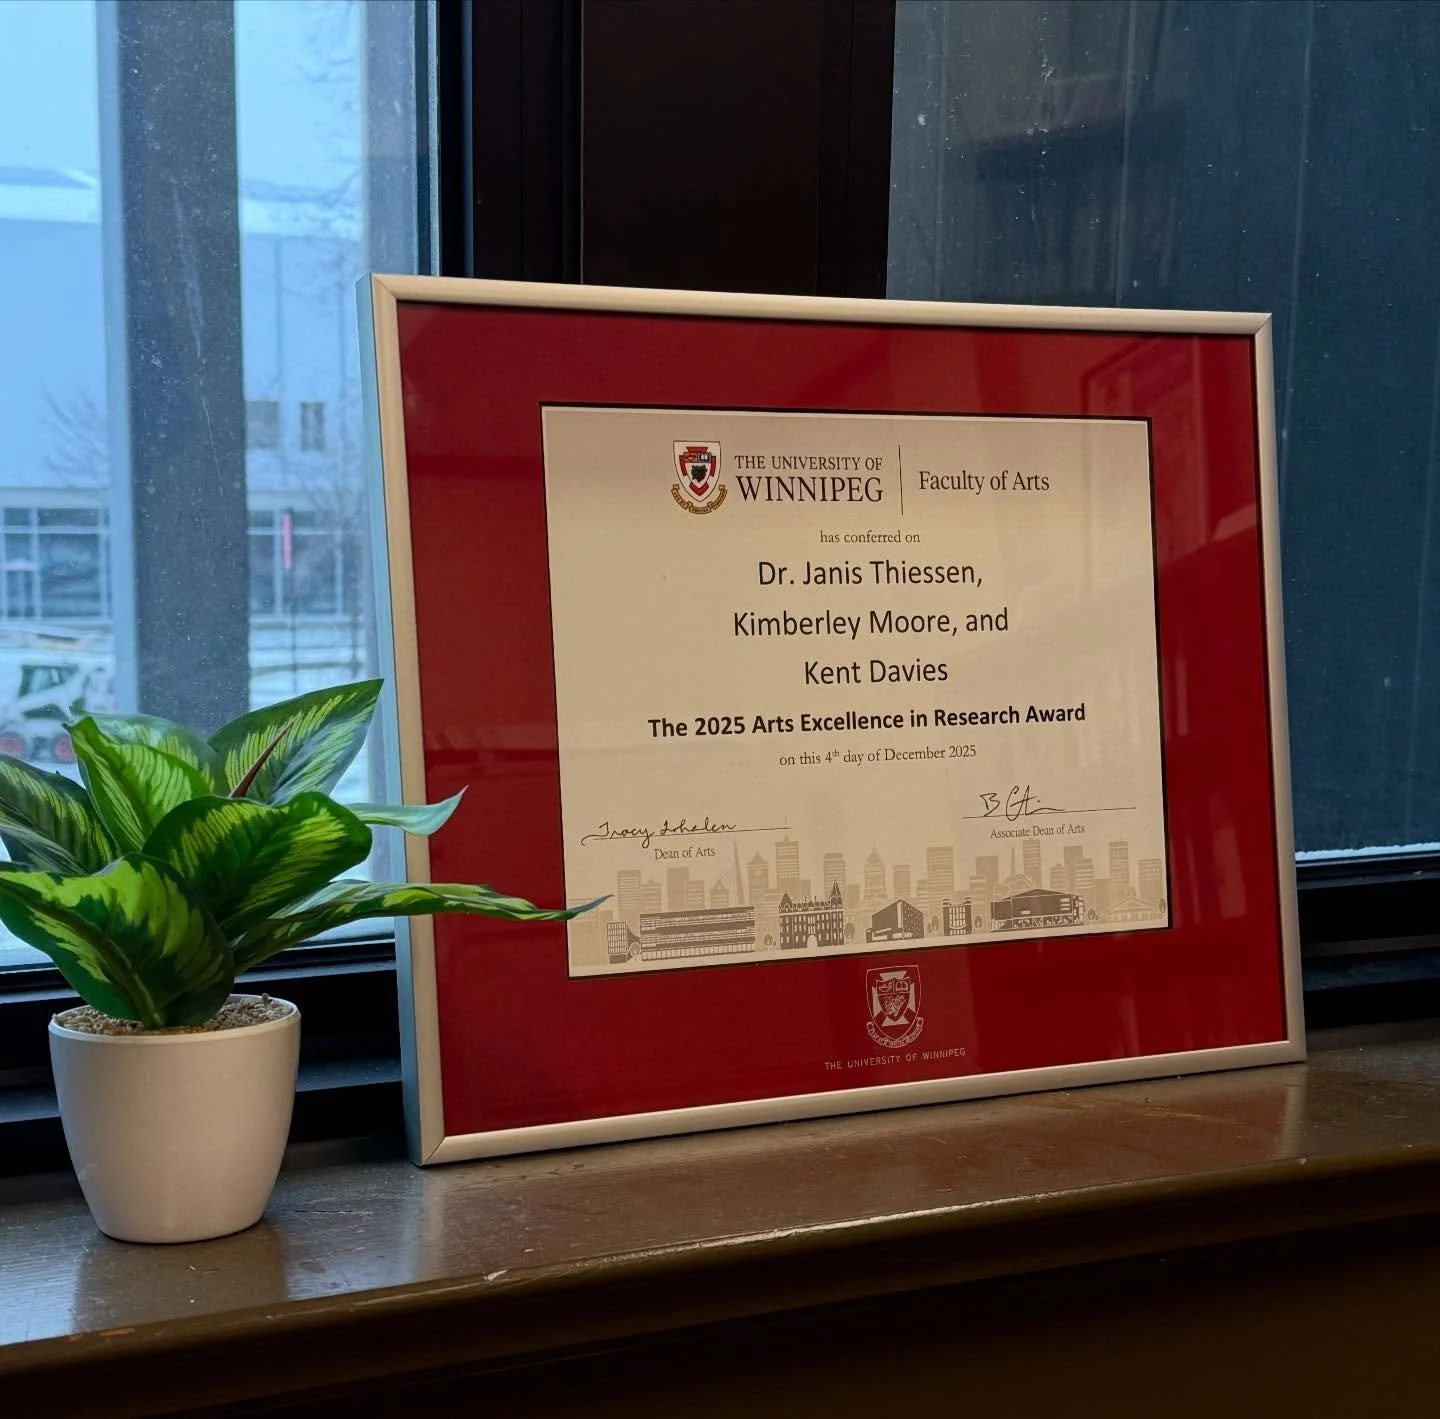 THE UNIVERSITY OF
WINNIPEG
Faculty of Arts
has conferred on
Dr. Janis Thiessen,
Kimberley Moore, and
Kent Davies
The 2025 Arts Excellence in Research Award
on this 4th day of December 2025
Dean of Arts
Associate Dean of Arts
THE UNIVERSITY OF WINNIPEG